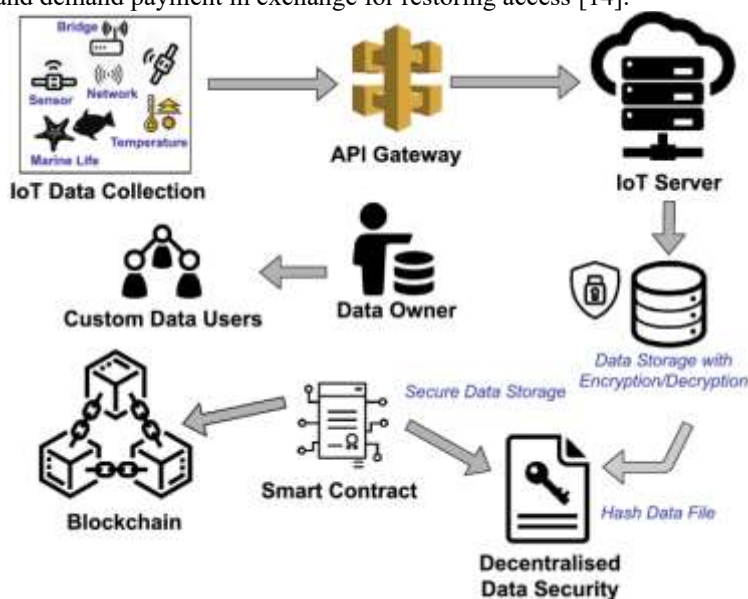 and demand payment in exchange for restoring access [14].
Bridge
Sensor
Network
Marine Life
Temperature
IoT Data Collection
API Gateway
IoT Server
Custom Data Users
Data Owner
Data Storage with
Encryption/Decryption
Secure Data Storage
Blockchain
Smart Contract
Hash Data File
Decentralised
Data Security